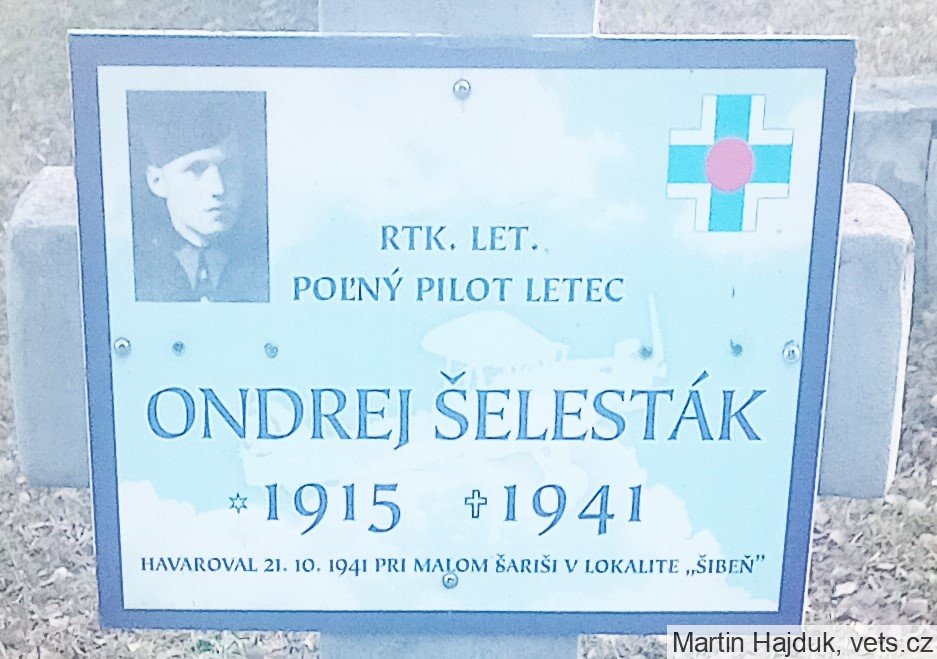 RTK. LET.
POĽNÝ PILOT LETEC
ONDREJ ŠELESTÁK
✡ 1915 ✝ 1941
HAVAROVAL 21. 10. 1941 PRI MALOM ŠARIŠI V LOKALITE „ŠIBEŇ”
Martin Hajduk, vets.cz